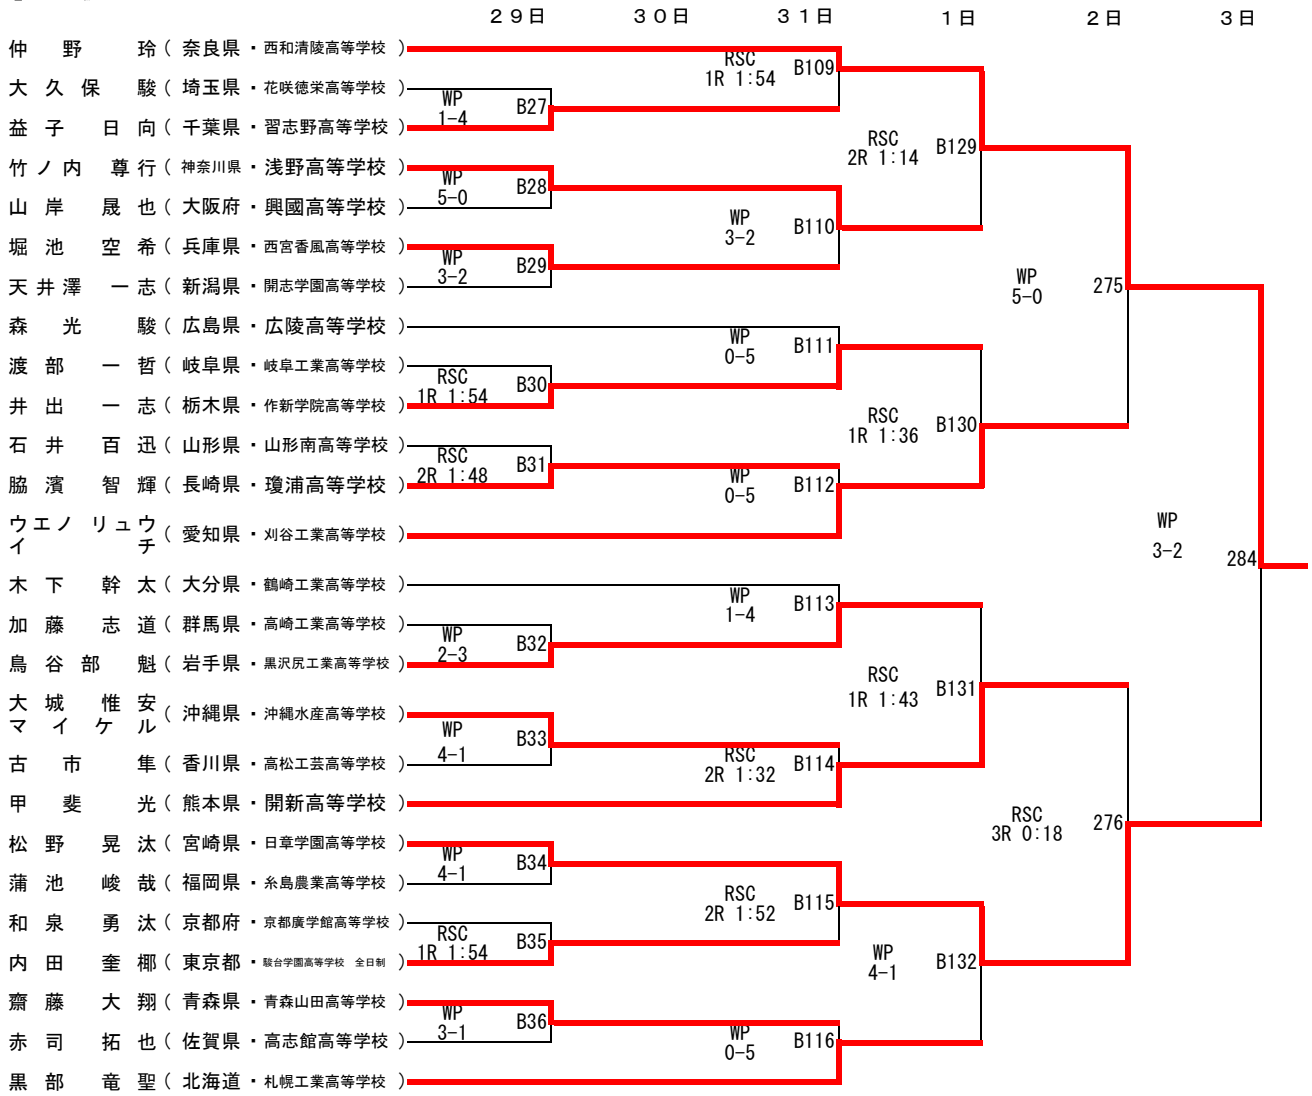 29日 30日 31日 1日 2日 3日
仲野 玲 ( 奈良県 ・ 西和清陵高等学校 )
RSC
1R 1:54
B109
大久保 駿 ( 埼玉県 ・ 花咲徳栄高等学校 )
WP
1-4
B27
益子 日向 ( 千葉県 ・ 習志野高等学校 )
RSC
2R 1:14
B129
竹ノ内 尊行 ( 神奈川県 ・ 浅野高等学校 )
WP
5-0
B28
山岸 晟也 ( 大阪府 ・ 興國高等学校 )
WP
3-2
B110
堀池 空希 ( 兵庫県 ・ 西宮香風高等学校 )
WP
3-2
B29
天井澤 一志 ( 新潟県 ・ 開志学園高等学校 )
WP
5-0
275
森光 駿 ( 広島県 ・ 広陵高等学校 )
WP
0-5
B111
渡部 一哲 ( 岐阜県 ・ 岐阜工業高等学校 )
RSC
1R 1:54
B30
井出 一志 ( 栃木県 ・ 作新学院高等学校 )
RSC
1R 1:36
B130
石井 百迅 ( 山形県 ・ 山形南高等学校 )
RSC
2R 1:48
B31
脇濱 智輝 ( 長崎県 ・ 瓊浦高等学校 )
WP
0-5
B112
ウエノ リュウ
イチ ( 愛知県 ・ 刈谷工業高等学校 )
WP
3-2
284
木下 幹太 ( 大分県 ・ 鶴崎工業高等学校 )
WP
1-4
B113
加藤 志道 ( 群馬県 ・ 高崎工業高等学校 )
WP
2-3
B32
鳥谷部 魁 ( 岩手県 ・ 黒沢尻工業高等学校 )
RSC
1R 1:43
B131
大城 惟安
マイケル ( 沖縄県 ・ 沖縄水産高等学校 )
WP
4-1
B33
古市 隼 ( 香川県 ・ 高松工芸高等学校 )
RSC
2R 1:32
B114
甲斐 光 ( 熊本県 ・ 開新高等学校 )
RSC
3R 0:18
276
松野 晃汰 ( 宮崎県 ・ 日章学園高等学校 )
WP
4-1
B34
蒲池 峻哉 ( 福岡県 ・ 糸島農業高等学校 )
RSC
2R 1:52
B115
和泉 勇汰 ( 京都府 ・ 京都廣学館高等学校 )
RSC
1R 1:54
B35
内田 奎椰 ( 東京都 ・ 駿台学園高等学校 全日制 )
WP
4-1
B132
齋藤 大翔 ( 青森県 ・ 青森山田高等学校 )
WP
3-1
B36
赤司 拓也 ( 佐賀県 ・ 高志館高等学校 )
WP
0-5
B116
黒部 竜聖 ( 北海道 ・ 札幌工業高等学校 )